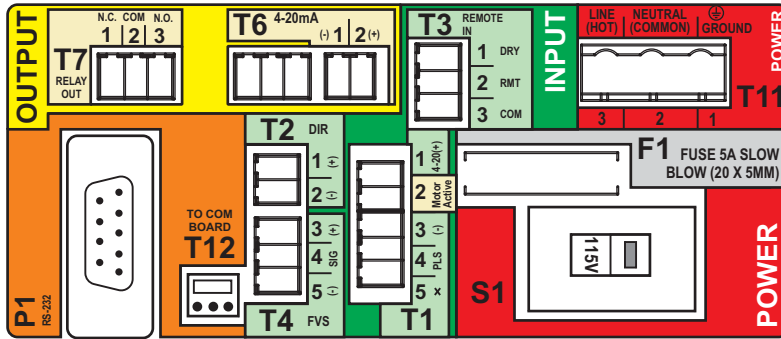 OUTPUT
N.C. COM N.O.
1 2 3
T7
RELAY
OUT
T6 4-20mA
(-) 1 2 (+)
T3 REMOTE
IN
1 DRY
2 RMT
3 COM
INPUT
LINE
(HOT)
NEUTRAL
(COMMON)
GROUND
POWER
T11
3 2 1
P1
RS-232
TO COM
BOARD
T12
T2 DIR
1 (+)
2 (-)
3 (+)
4 SIG
5 (-)
T4 FVS
1 4-20(+)
2 Motor
Active
3 (-)
4 PLS
5 x
T1
F1 FUSE 5A SLOW
BLOW (20 X 5MM)
S1
115V
POWER